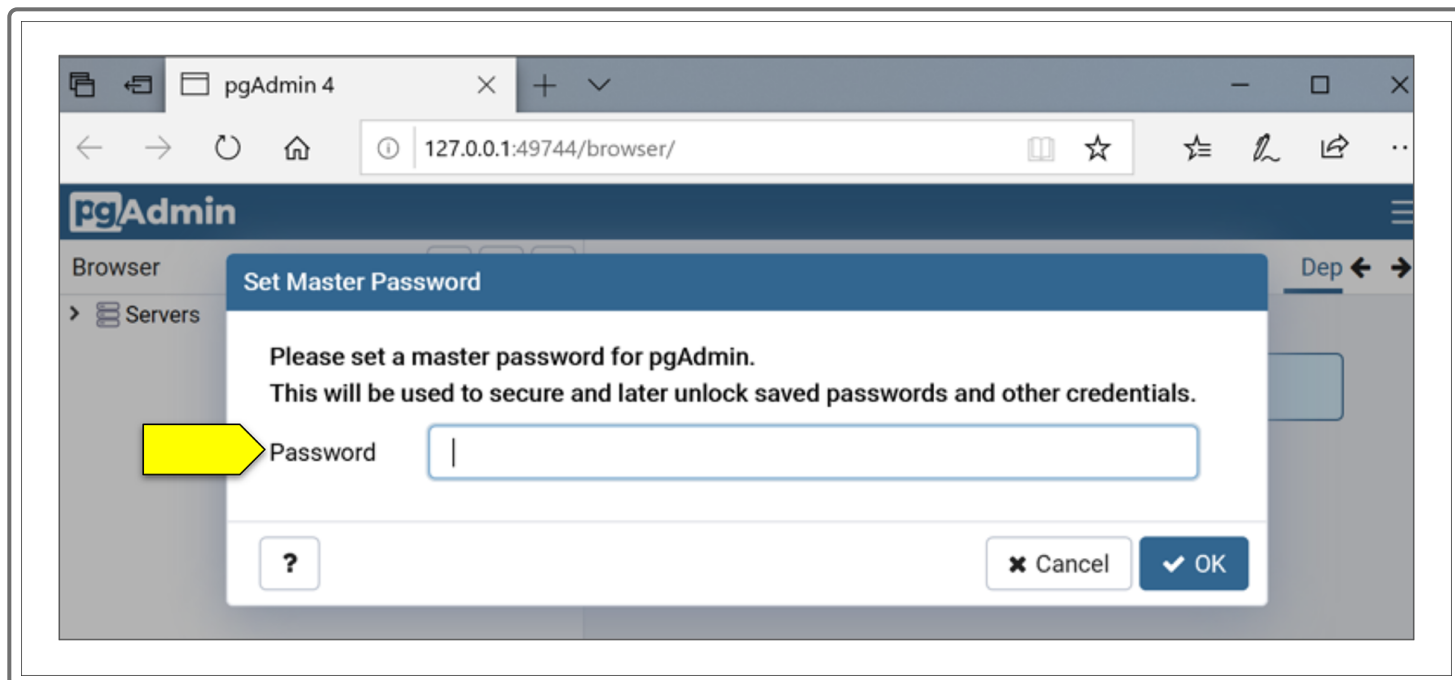 pgAdmin 4
127.0.0.1:49744/browser/
pgAdmin
Browser
Dep
Servers
Set Master Password
Please set a master password for pgAdmin.
This will be used to secure and later unlock saved passwords and other credentials.
Password
?
Cancel
OK